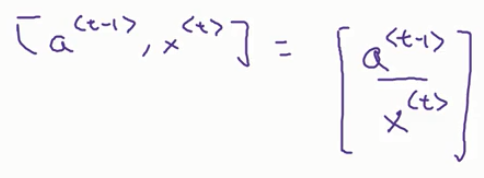 [a^{<t-1>}, x^{<t>}] = [a^{<t-1>} / x^{<t>}]